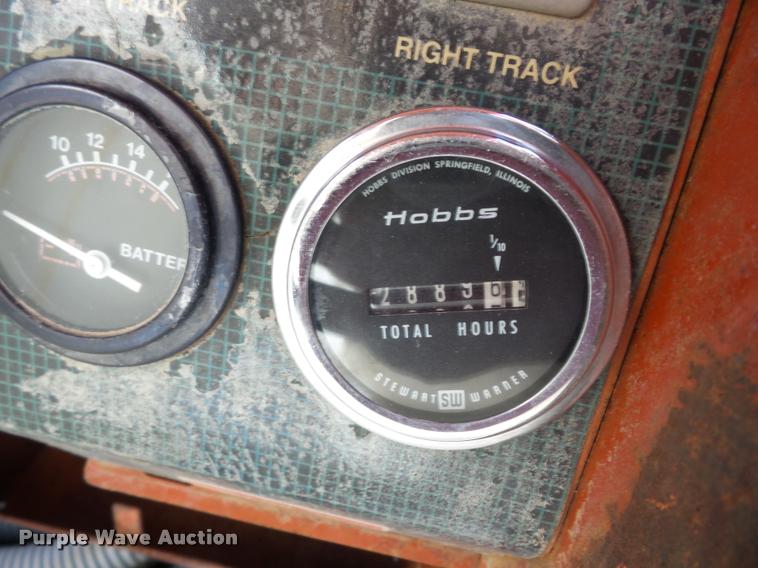 TRACK
RIGHT TRACK
10 12 14
BATTER
HOBBS DIVISION SPRINGFIELD, ILLINOIS
Hobbs
1/10
TOTAL HOURS
STEWART SW WARNER
Purple Wave Auction